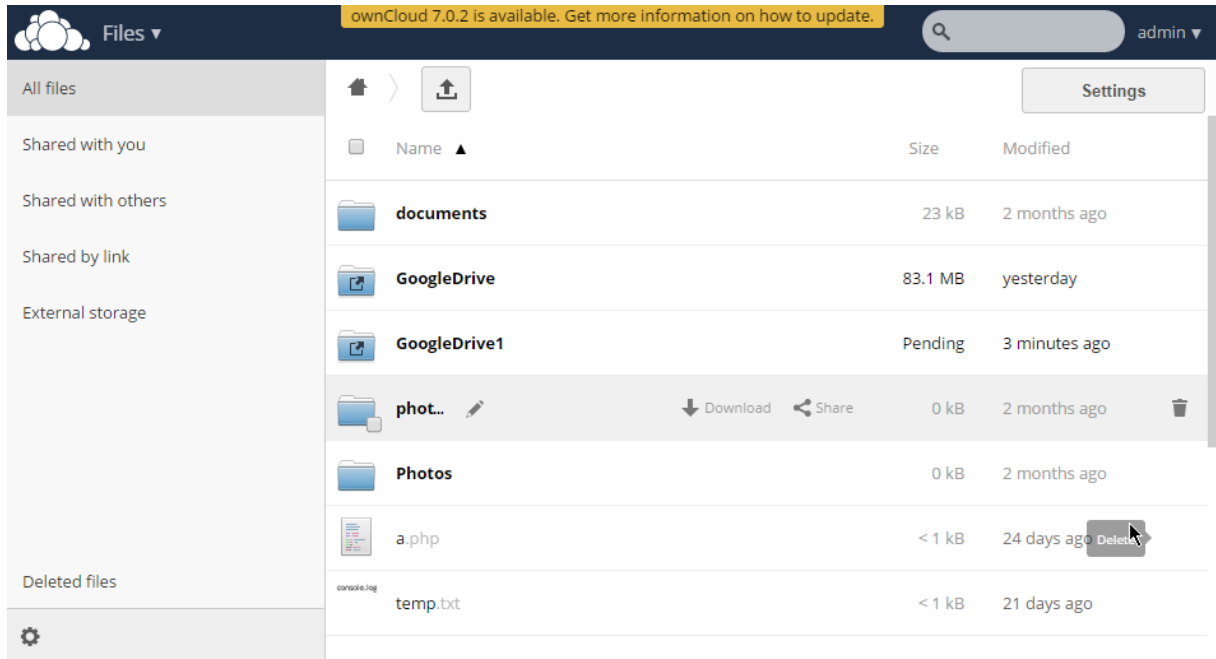 ownCloud 7.0.2 is available. Get more information on how to update.
Files ▾
admin ▾
All files
Shared with you
Shared with others
Shared by link
External storage
Deleted files
Settings
Name ▲ Size Modified
documents 23 kB 2 months ago
GoogleDrive 83.1 MB yesterday
GoogleDrive1 Pending 3 minutes ago
phot... Download Share 0 kB 2 months ago
Photos 0 kB 2 months ago
a.php < 1 kB 24 days ago Delete
console.log
temp.txt < 1 kB 21 days ago